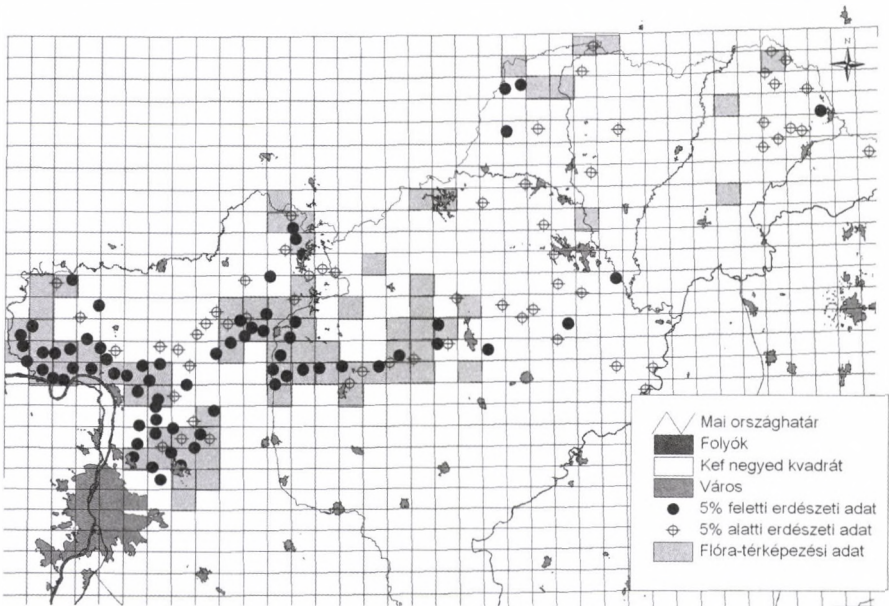 N
Mai országhatár
Folyók
Kef negyed kvadrát
Város
5% feletti erdészeti adat
5% alatti erdészeti adat
Flóra-térképezési adat